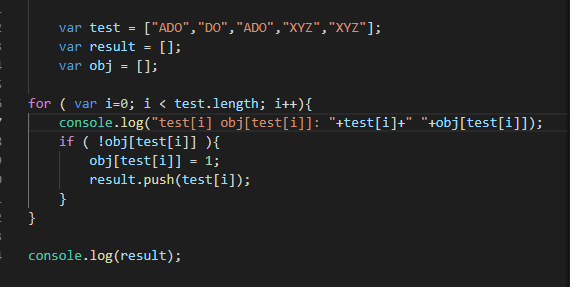 var test = ["ADO","DO","ADO","XYZ","XYZ"];
var result = [];
var obj = [];
for ( var i=0; i < test.length; i++){
console.log("test[i] obj[test[i]]: "+test[i]+" "+obj[test[i]]);
if ( !obj[test[i]] ){
obj[test[i]] = 1;
result.push(test[i]);
}
}
console.log(result);